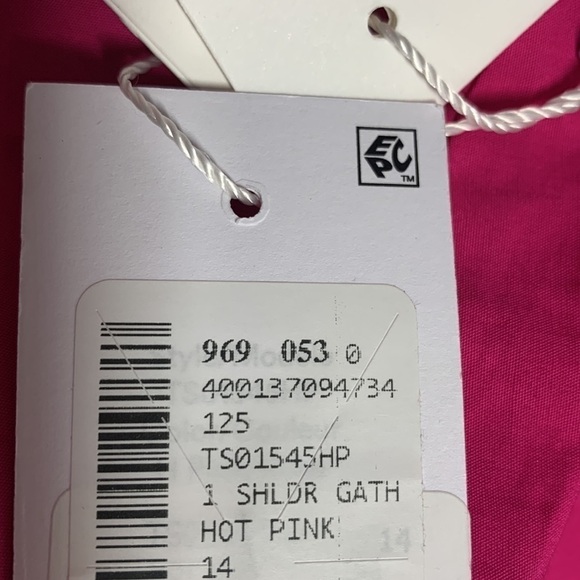 EPC
TM
969 053 0
400137094734
125
TS01545HP
1 SHLDR GATH
HOT PINK
14
14